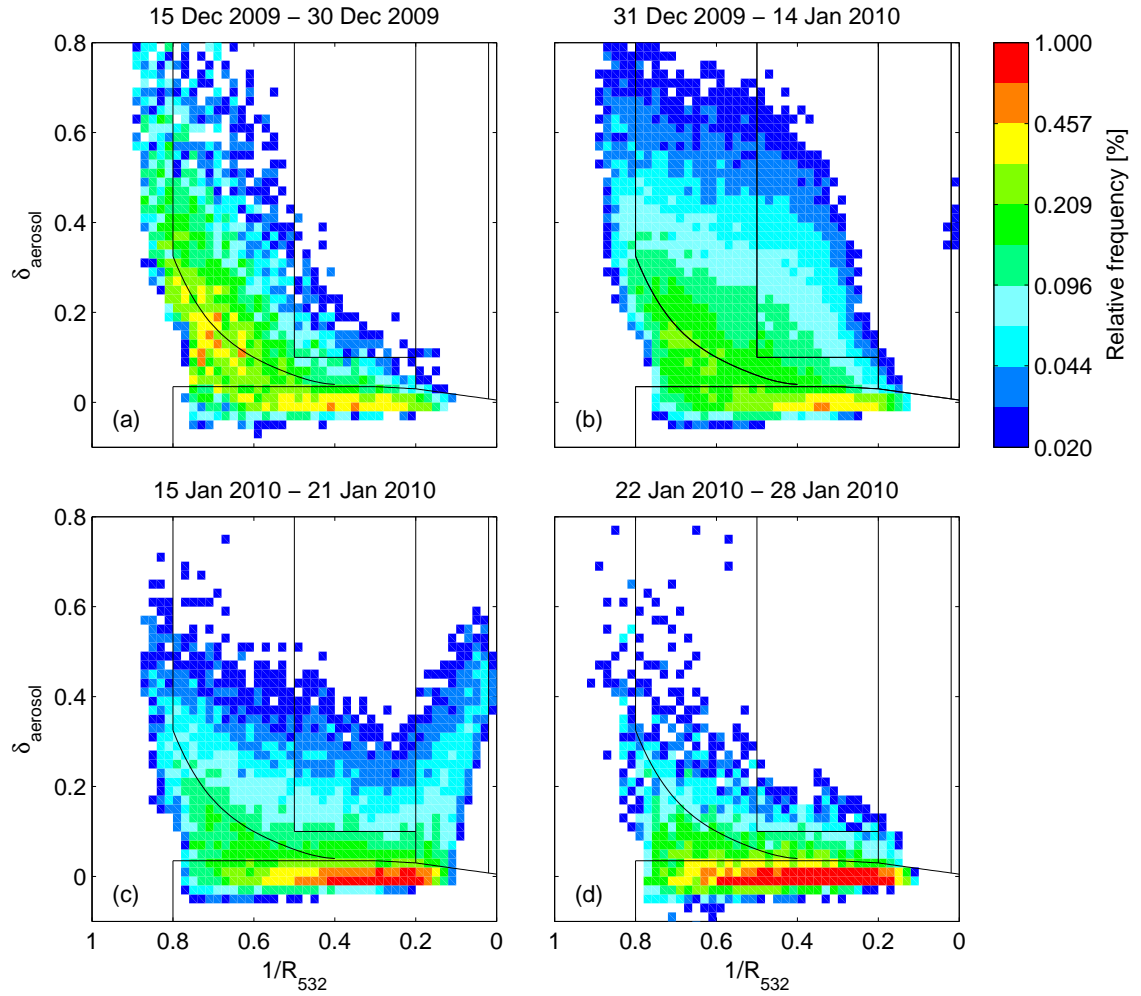 15 Dec 2009 – 30 Dec 2009
31 Dec 2009 – 14 Jan 2010
0.8
0.6
0.4
0.2
0
δaerosol
(a)
(b)
1.000
0.457
0.209
0.096
0.044
0.020
Relative frequency [%]
15 Jan 2010 – 21 Jan 2010
22 Jan 2010 – 28 Jan 2010
0.8
0.6
0.4
0.2
0
δaerosol
(c)
(d)
1 0.8 0.6 0.4 0.2 0
1 0.8 0.6 0.4 0.2 0
1/R532
1/R532